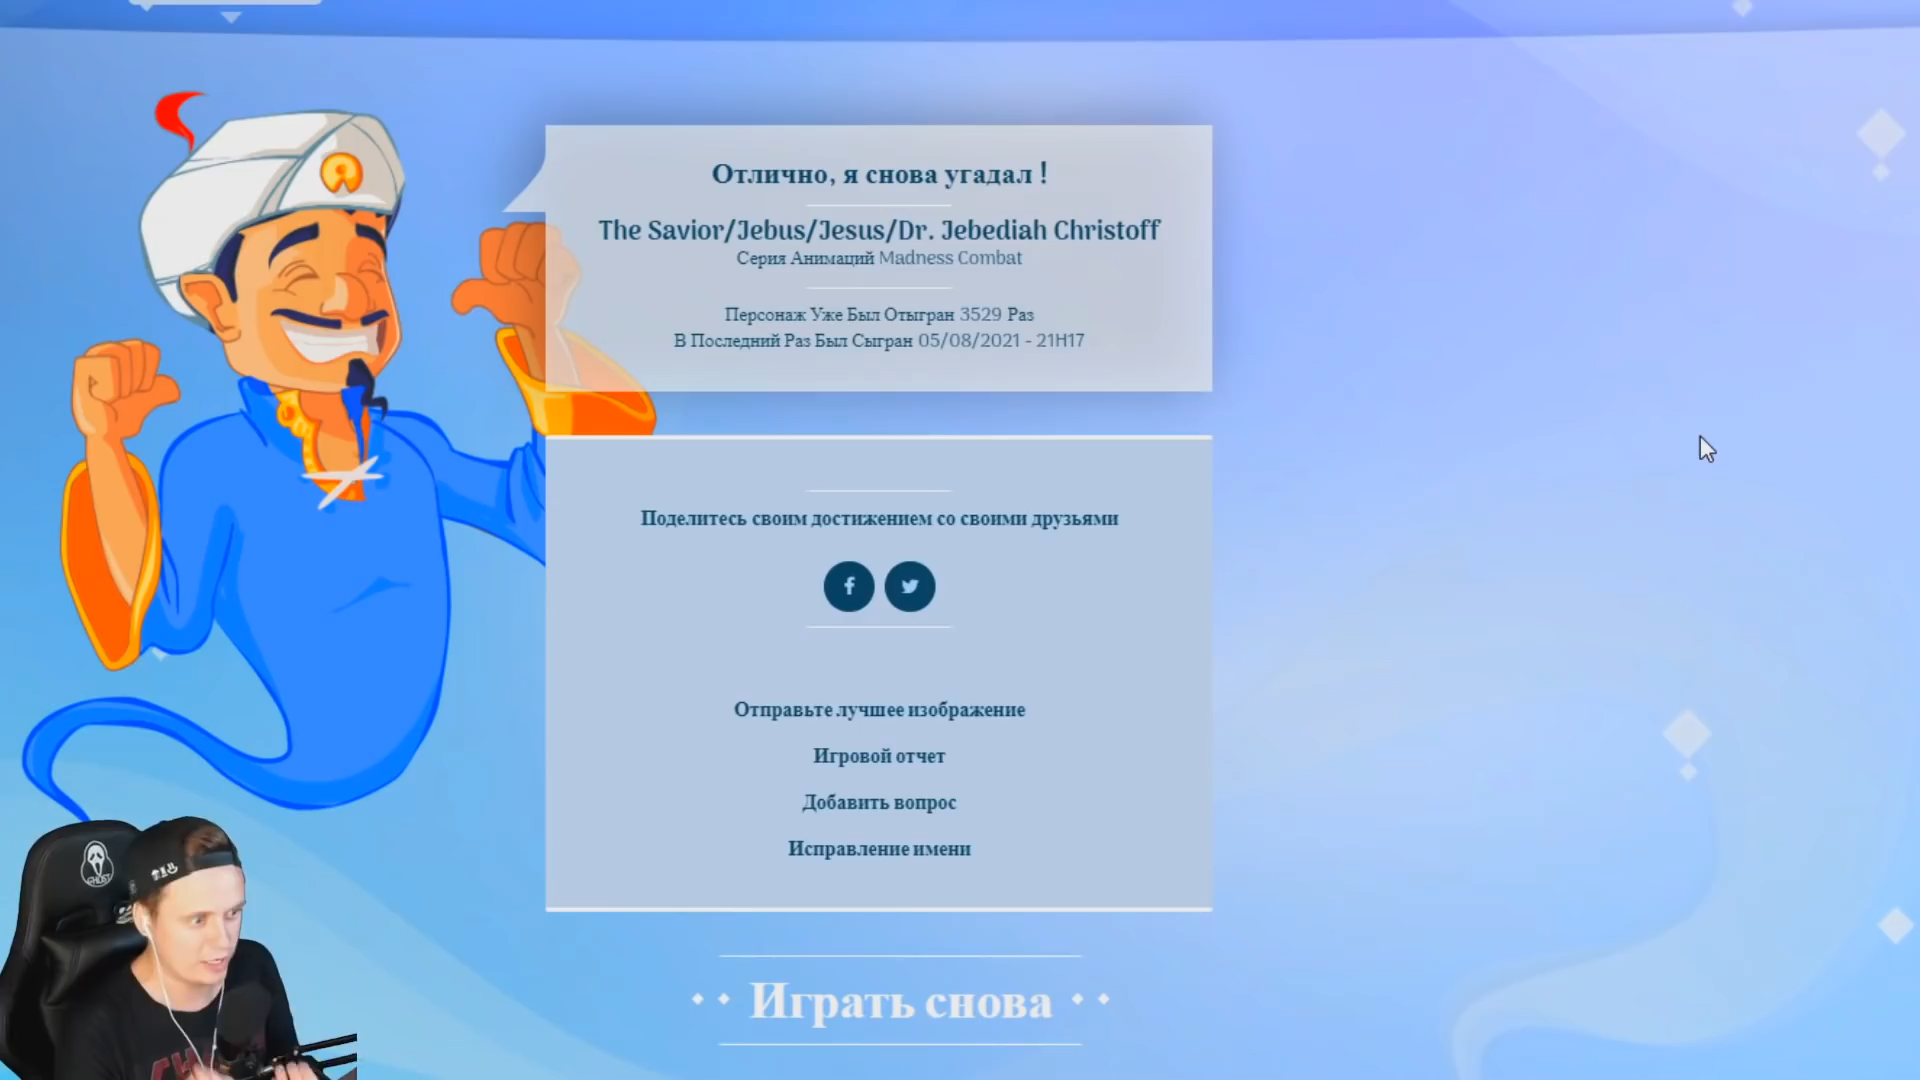 Отлично, я снова угадал !
The Savior/Jebus/Jesus/Dr. Jebediah Christoff
Серия Анимаций Madness Combat
Персонаж Уже Был Отыгран 3529 Раз
В Последний Раз Был Сыгран 05/08/2021 - 21H17
Поделитесь своим достижением со своими друзьями
Отправьте лучшее изображение
Игровой отчет
Добавить вопрос
Исправление имени
Играть снова
GHOST